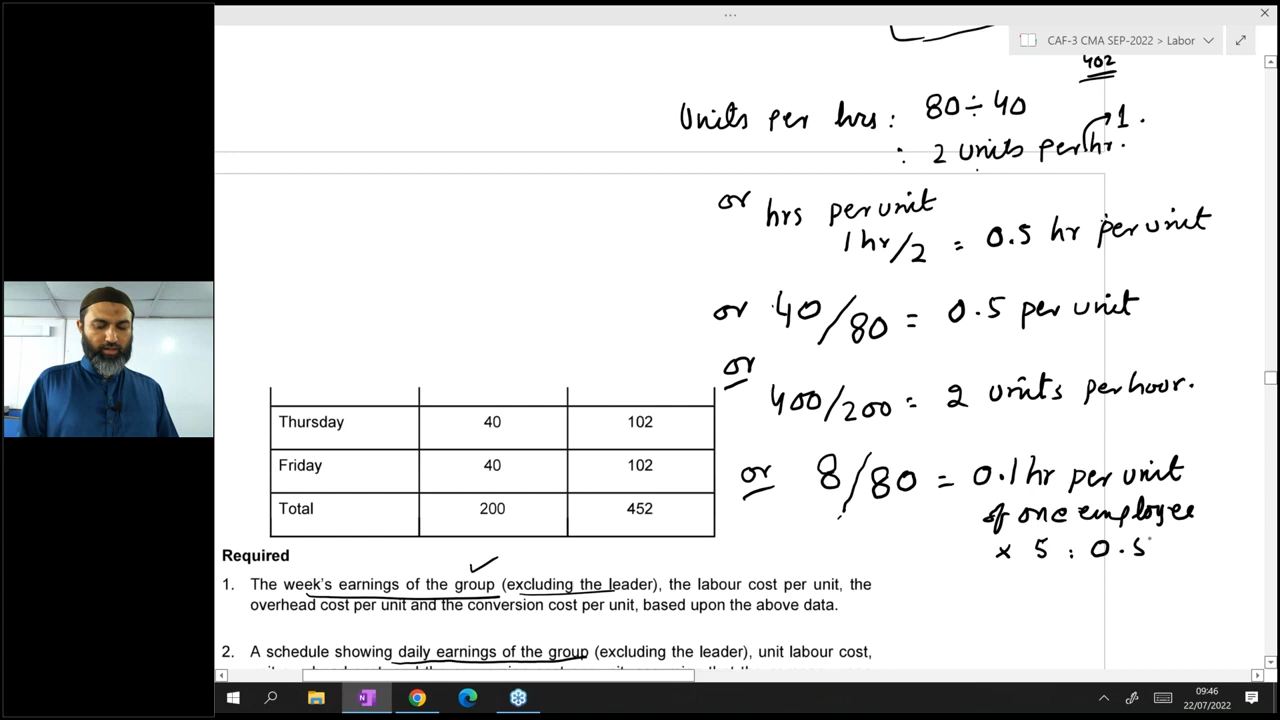 CAF-3 CMA SEP-2022 > Labor
402
Units per hrs : 80 ÷ 40
: 2 units per hr. 1.
or hrs per unit
1 hr/2 = 0.5 hr per unit
or 40/80 = 0.5 per unit
or
400/200 = 2 units per hour.
Thursday 40 102
Friday 40 102
or 8/80 = 0.1 hr per unit
of one employee
x 5 : 0.5
Total 200 452
Required
1. The week's earnings of the group (excluding the leader), the labour cost per unit, the
overhead cost per unit and the conversion cost per unit, based upon the above data.
2. A schedule showing daily earnings of the group (excluding the leader), unit labour cost,
09:46
22/07/2022